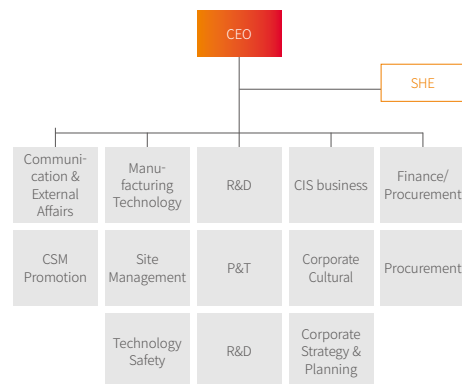 CEO
SHE
Communi-
cation &
External
Affairs
Manu-
facturing
Technology
R&D
CIS business
Finance/
Procurement
CSM
Promotion
Site
Management
P&T
Corporate
Cultural
Procurement
Technology
Safety
R&D
Corporate
Strategy &
Planning